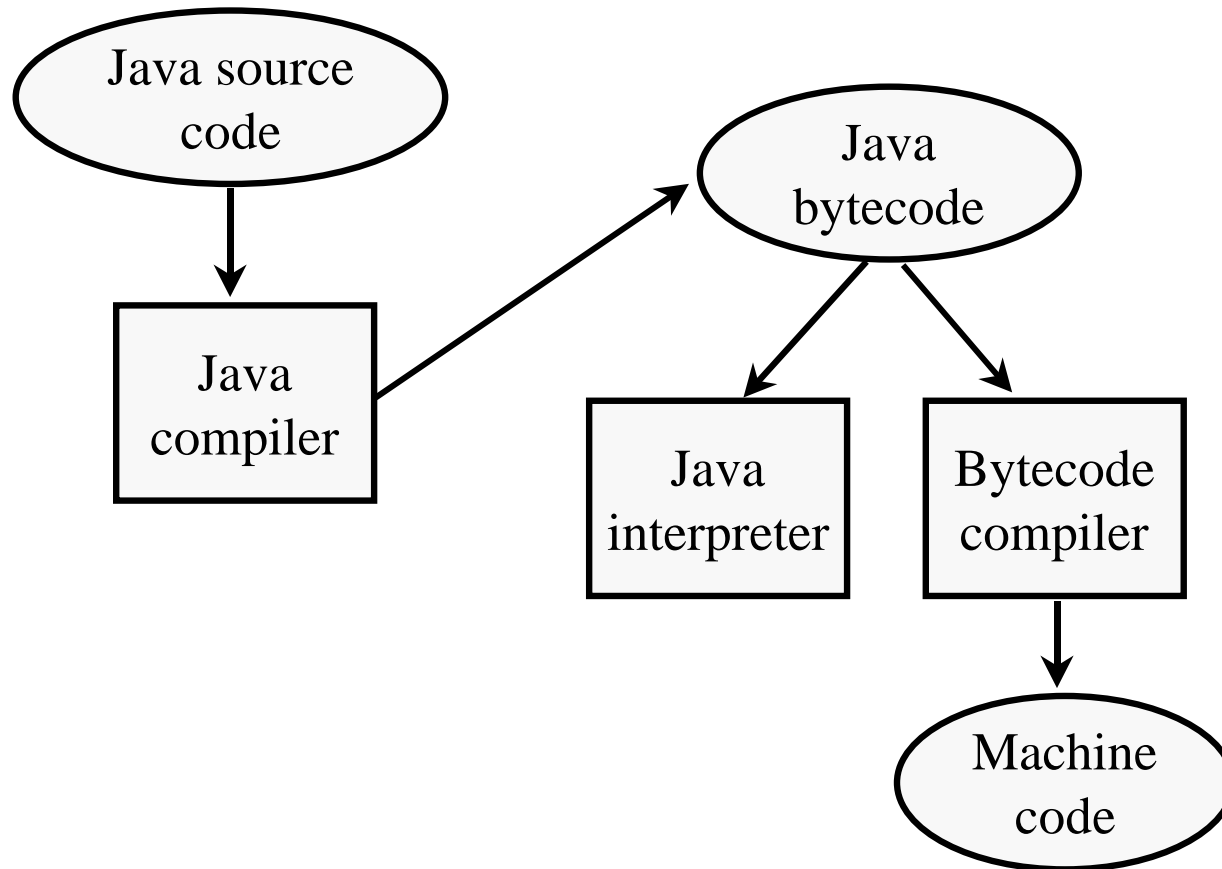 Java source
code
Java
bytecode
Java
compiler
Java
interpreter
Bytecode
compiler
Machine
code